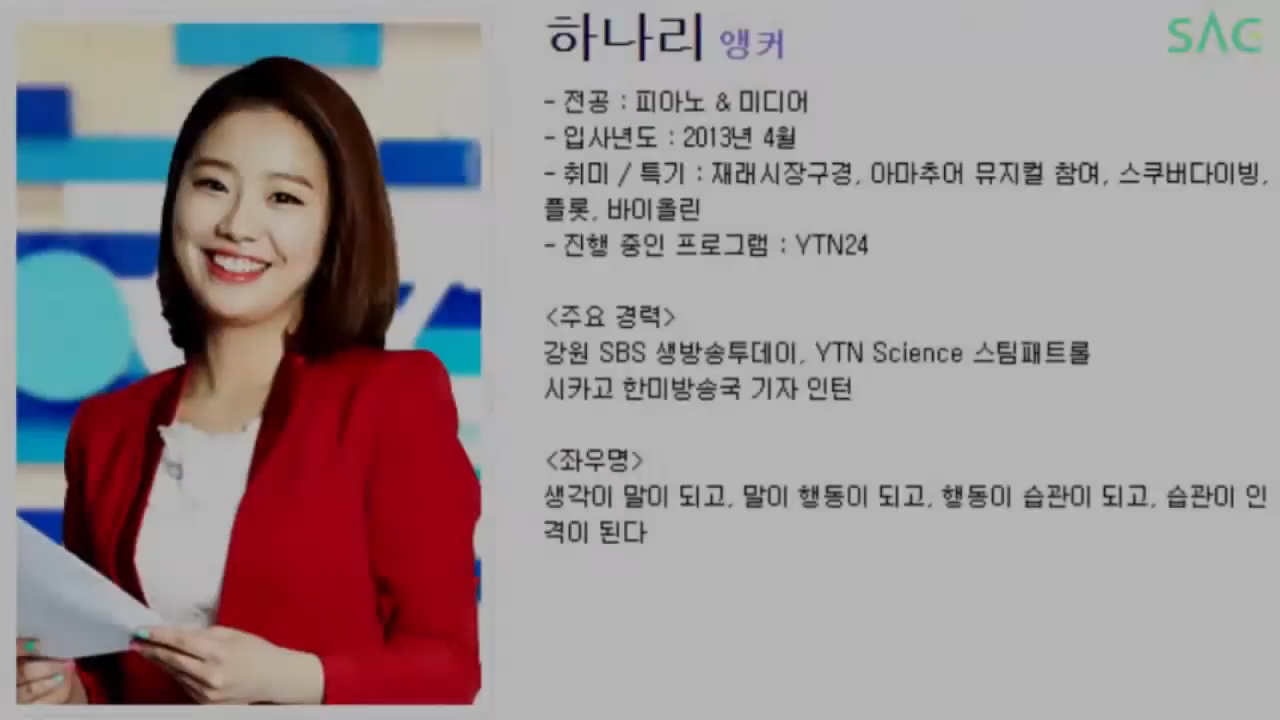 하나리 앵커
SAC
- 전공 : 피아노 & 미디어
- 입사년도 : 2013년 4월
- 취미 / 특기 : 재래시장구경, 아마추어 뮤지컬 참여, 스쿠버다이빙,
플룻, 바이올린
- 진행 중인 프로그램 : YTN24
<주요 경력>
강원 SBS 생방송투데이, YTN Science 스팀패트롤
시카고 한미방송국 기자 인턴
<좌우명>
생각이 말이 되고, 말이 행동이 되고, 행동이 습관이 되고, 습관이 인
격이 된다